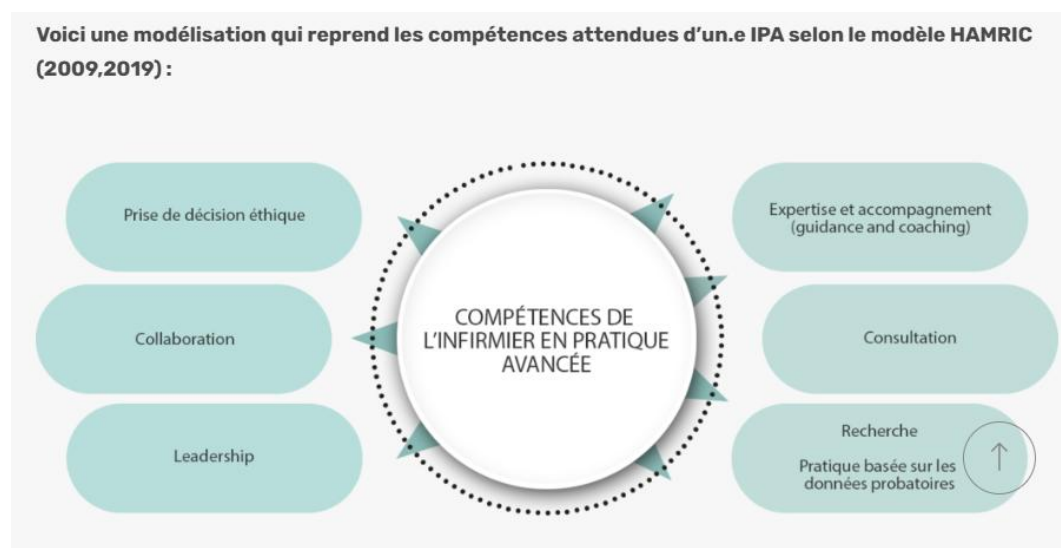 Voici une modélisation qui reprend les compétences attendues d'un.e IPA selon le modèle HAMRIC
(2009,2019) :
Prise de décision éthique
Collaboration
Leadership
COMPÉTENCES DE
L'INFIRMIER EN PRATIQUE
AVANCÉE
Expertise et accompagnement
(guidance and coaching)
Consultation
Recherche
Pratique basée sur les
données probatoires